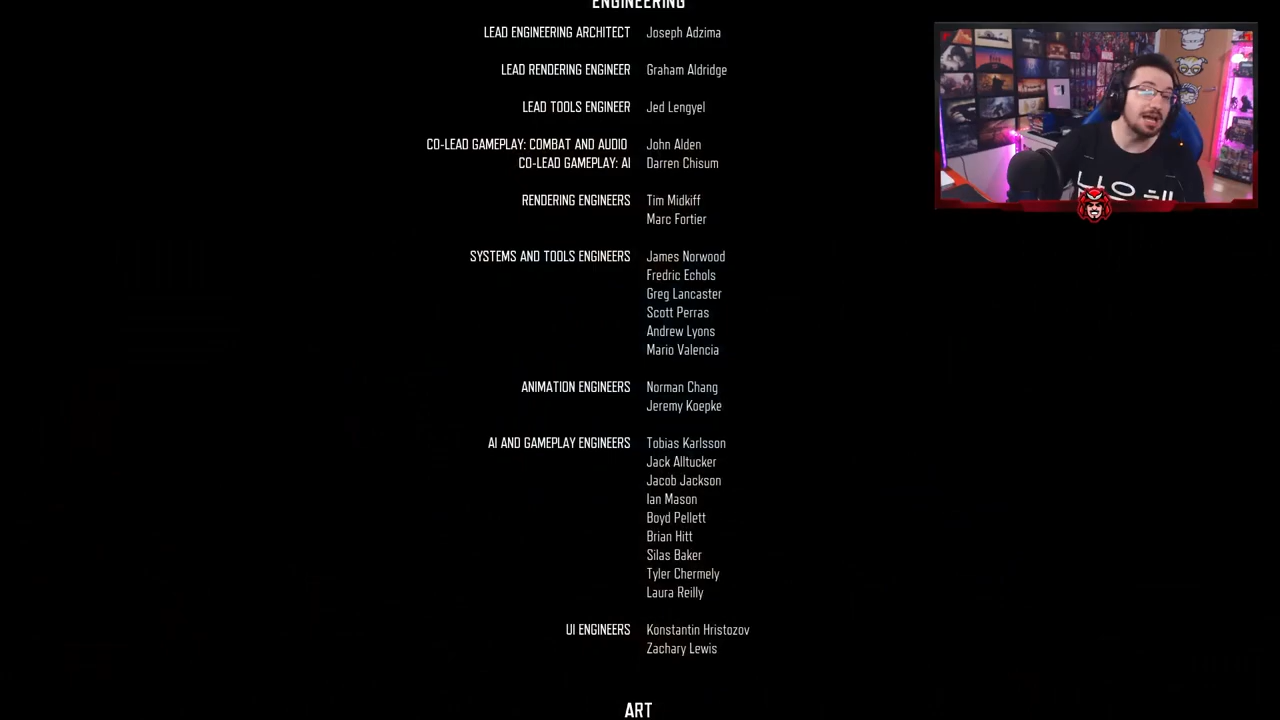 ENGINEERING
LEAD ENGINEERING ARCHITECT Joseph Adzima
LEAD RENDERING ENGINEER Graham Aldridge
LEAD TOOLS ENGINEER Jed Lengyel
CO-LEAD GAMEPLAY: COMBAT AND AUDIO John Alden
CO-LEAD GAMEPLAY: AI Darren Chisum
RENDERING ENGINEERS Tim Midkiff
Marc Fortier
SYSTEMS AND TOOLS ENGINEERS James Norwood
Fredric Echols
Greg Lancaster
Scott Perras
Andrew Lyons
Mario Valencia
ANIMATION ENGINEERS Norman Chang
Jeremy Koepke
AI AND GAMEPLAY ENGINEERS Tobias Karlsson
Jack Alltucker
Jacob Jackson
Ian Mason
Boyd Pellett
Brian Hitt
Silas Baker
Tyler Chermely
Laura Reilly
UI ENGINEERS Konstantin Hristozov
Zachary Lewis
ART